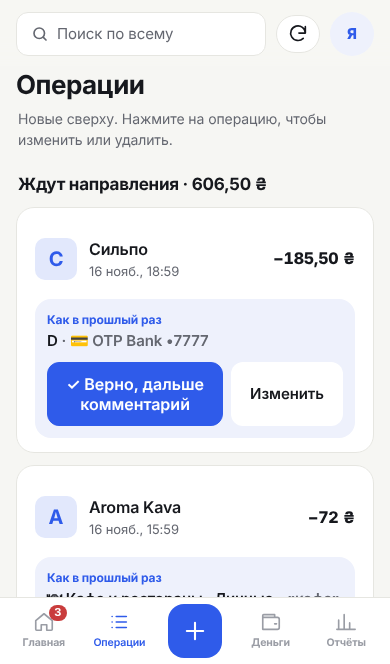 Поиск по всему
Я
Операции
Новые сверху. Нажмите на операцию, чтобы
изменить или удалить.
Ждут направления · 606,50 ₴
С
Сильпо
16 нояб., 18:59
−185,50 ₴
Как в прошлый раз
D · 💳 OTP Bank •7777
✓ Верно, дальше
комментарий
Изменить
A
Aroma Kava
16 нояб., 15:59
−72 ₴
Как в прошлый раз
3
Главная
Операции
Деньги
Отчёты